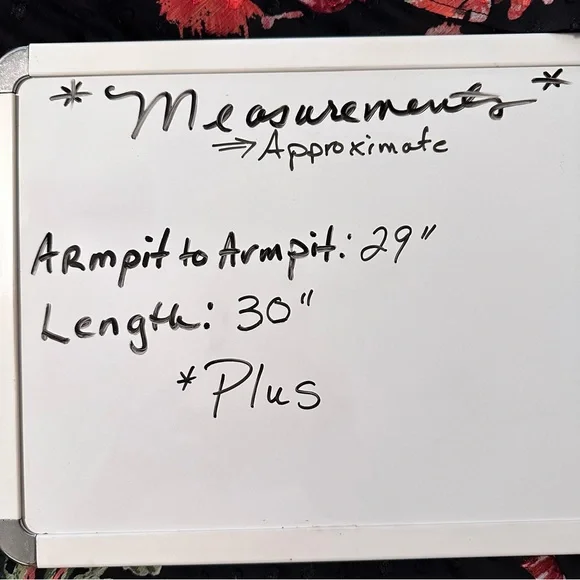 * Measurements *
⇒ Approximate
Armpit to Armpit: 29"
Length: 30"
* Plus